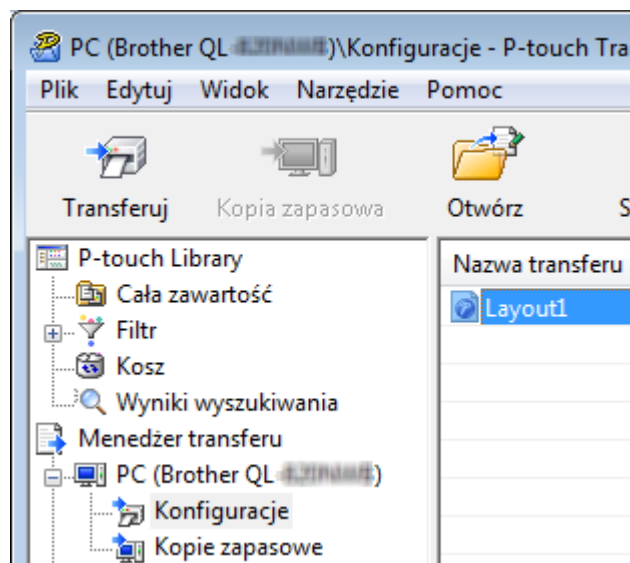 PC (Brother QL )\Konfiguracje - P-touch Tra
Plik Edytuj Widok Narzędzie Pomoc
Transferuj Kopia zapasowa Otwórz S
P-touch Library
Cała zawartość
Filtr
Kosz
Wyniki wyszukiwania
Menedżer transferu
PC (Brother QL )
Konfiguracje
Kopie zapasowe
Nazwa transferu
Layout1